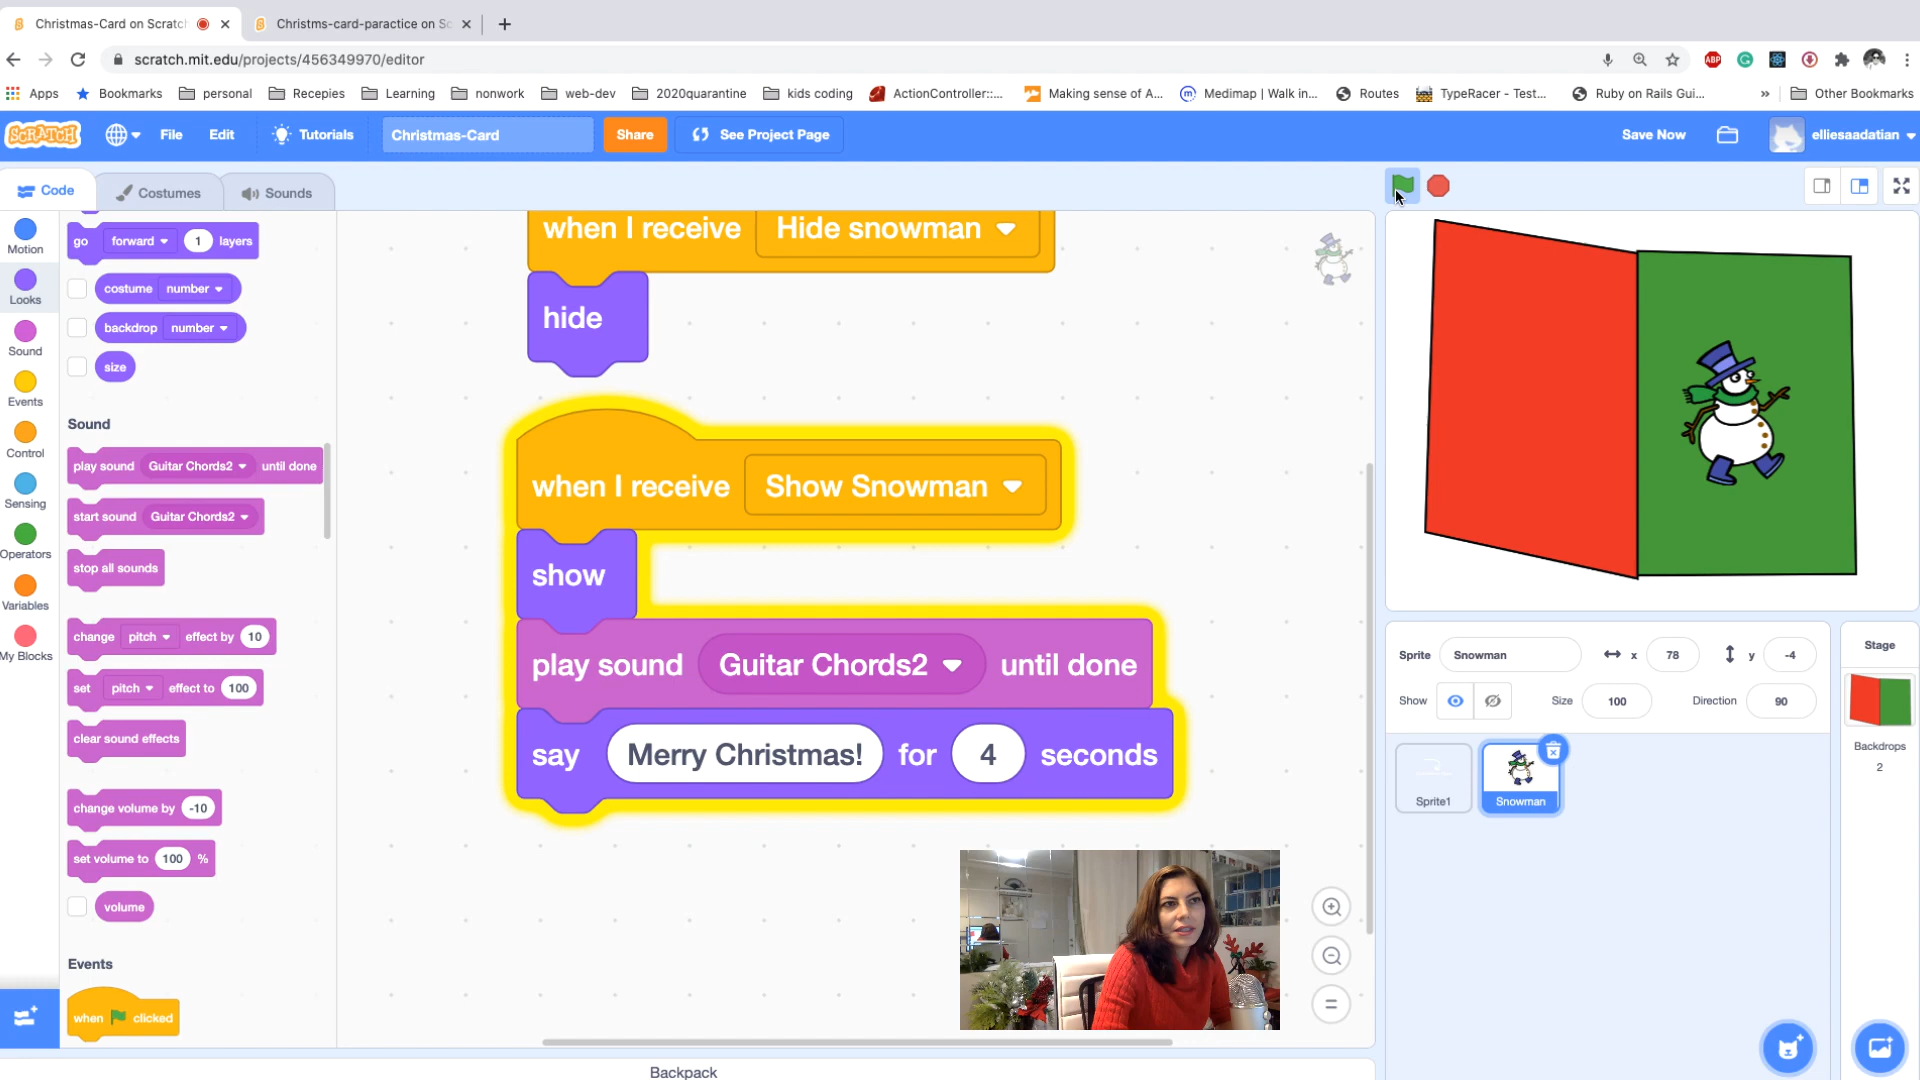 Christmas-Card on Scratch
Christms-card-paractice on Sc
scratch.mit.edu/projects/456349970/editor
ABP
Apps
Bookmarks
personal
Recepies
Learning
nonwork
web-dev
2020quarantine
kids coding
ActionController::...
Making sense of A...
Medimap | Walk in...
Routes
TypeRacer - Test...
Ruby on Rails Gui...
»
Other Bookmarks
SCRATCH
File
Edit
Tutorials
Christmas-Card
Share
See Project Page
Save Now
elliesaadatian
Code
Costumes
Sounds
Motion
Looks
Sound
Events
Control
Sensing
Operators
Variables
My Blocks
go forward 1 layers
costume number
backdrop number
size
Sound
play sound Guitar Chords2 until done
start sound Guitar Chords2
stop all sounds
change pitch effect by 10
set pitch effect to 100
clear sound effects
change volume by -10
set volume to 100 %
volume
Events
when clicked
when I receive Hide snowman
hide
when I receive Show Snowman
show
play sound Guitar Chords2 until done
say Merry Christmas! for 4 seconds
Backpack
Sprite Snowman x 78 y -4
Show Size 100 Direction 90
Sprite1
Snowman
Stage
Backdrops
2